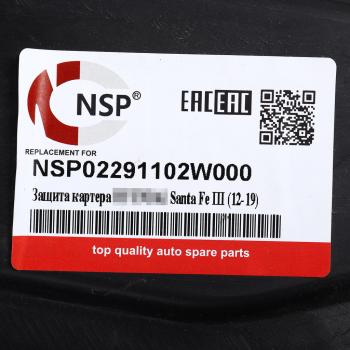 NSP®
EAC EAC
REPLACEMENT FOR
NSP02291102W000
Защита картера Santa Fe III (12-19)
top quality auto spare parts